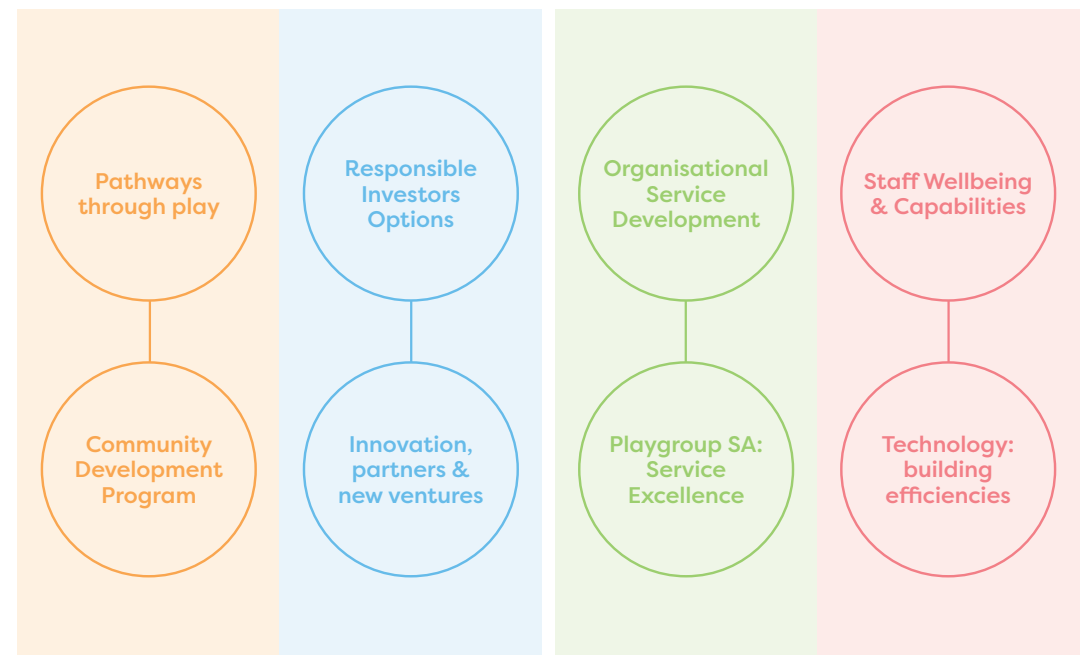 Pathways
through play
Responsible
Investors
Options
Organisational
Service
Development
Staff Wellbeing
& Capabilities
Community
Development
Program
Innovation,
partners &
new ventures
Playgroup SA:
Service
Excellence
Technology:
building
efficiencies